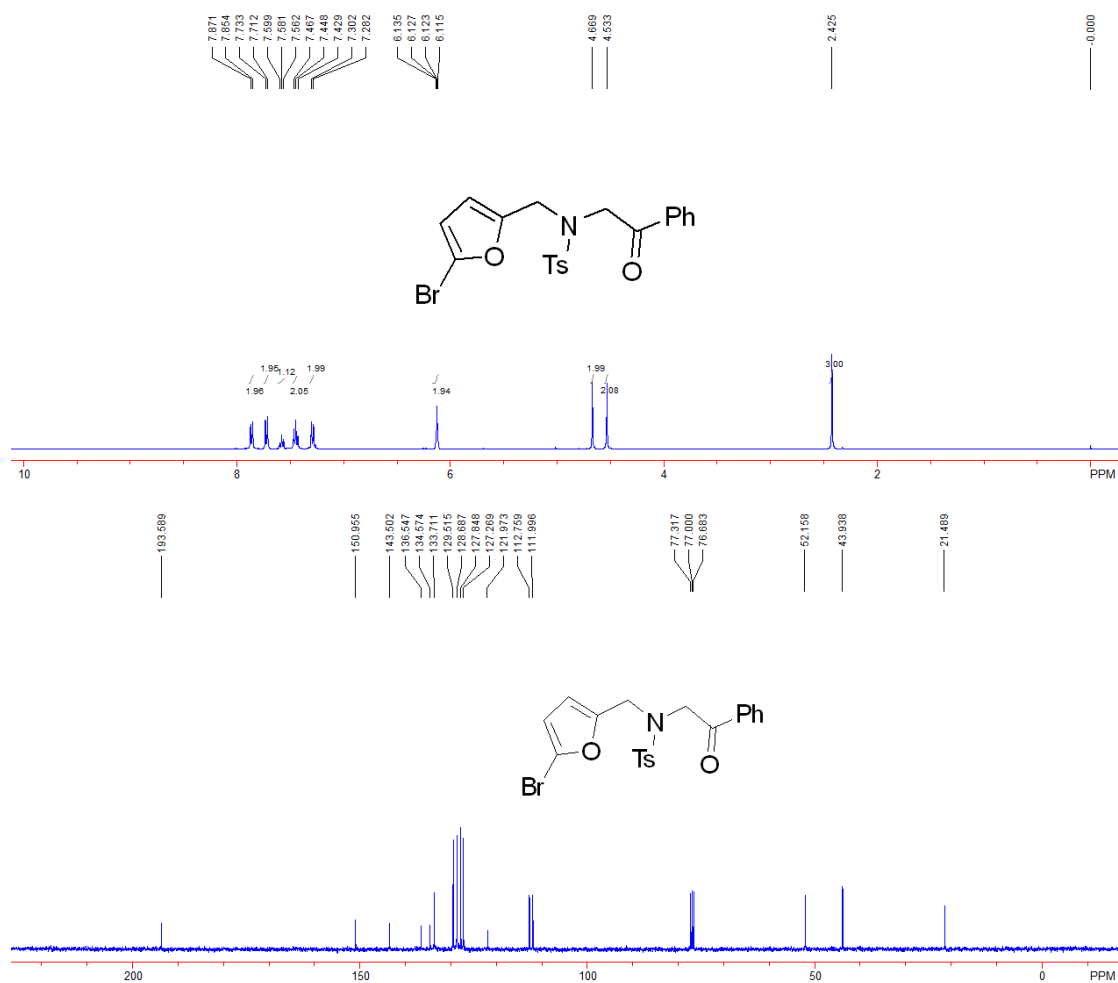 7.871 7.854 7.733 7.712 7.599 7.581 7.562 7.467 7.448 7.429 7.302 7.282 6.135 6.127 6.123 6.115 4.669 4.533 2.425 -0.000
Ph
N
O
Ts
O
Br
1.95 1.12 1.99 1.99 3.00
1.96 2.05 1.94 2.08
10 8 6 4 2 PPM
193.589 150.955 143.502 136.547 134.574 133.711 129.515 128.687 127.848 127.269 121.973 112.759 111.996 77.317 77.000 76.683 52.158 43.938 21.489
Ph
N
O
Ts
O
Br
200 150 100 50 0 PPM